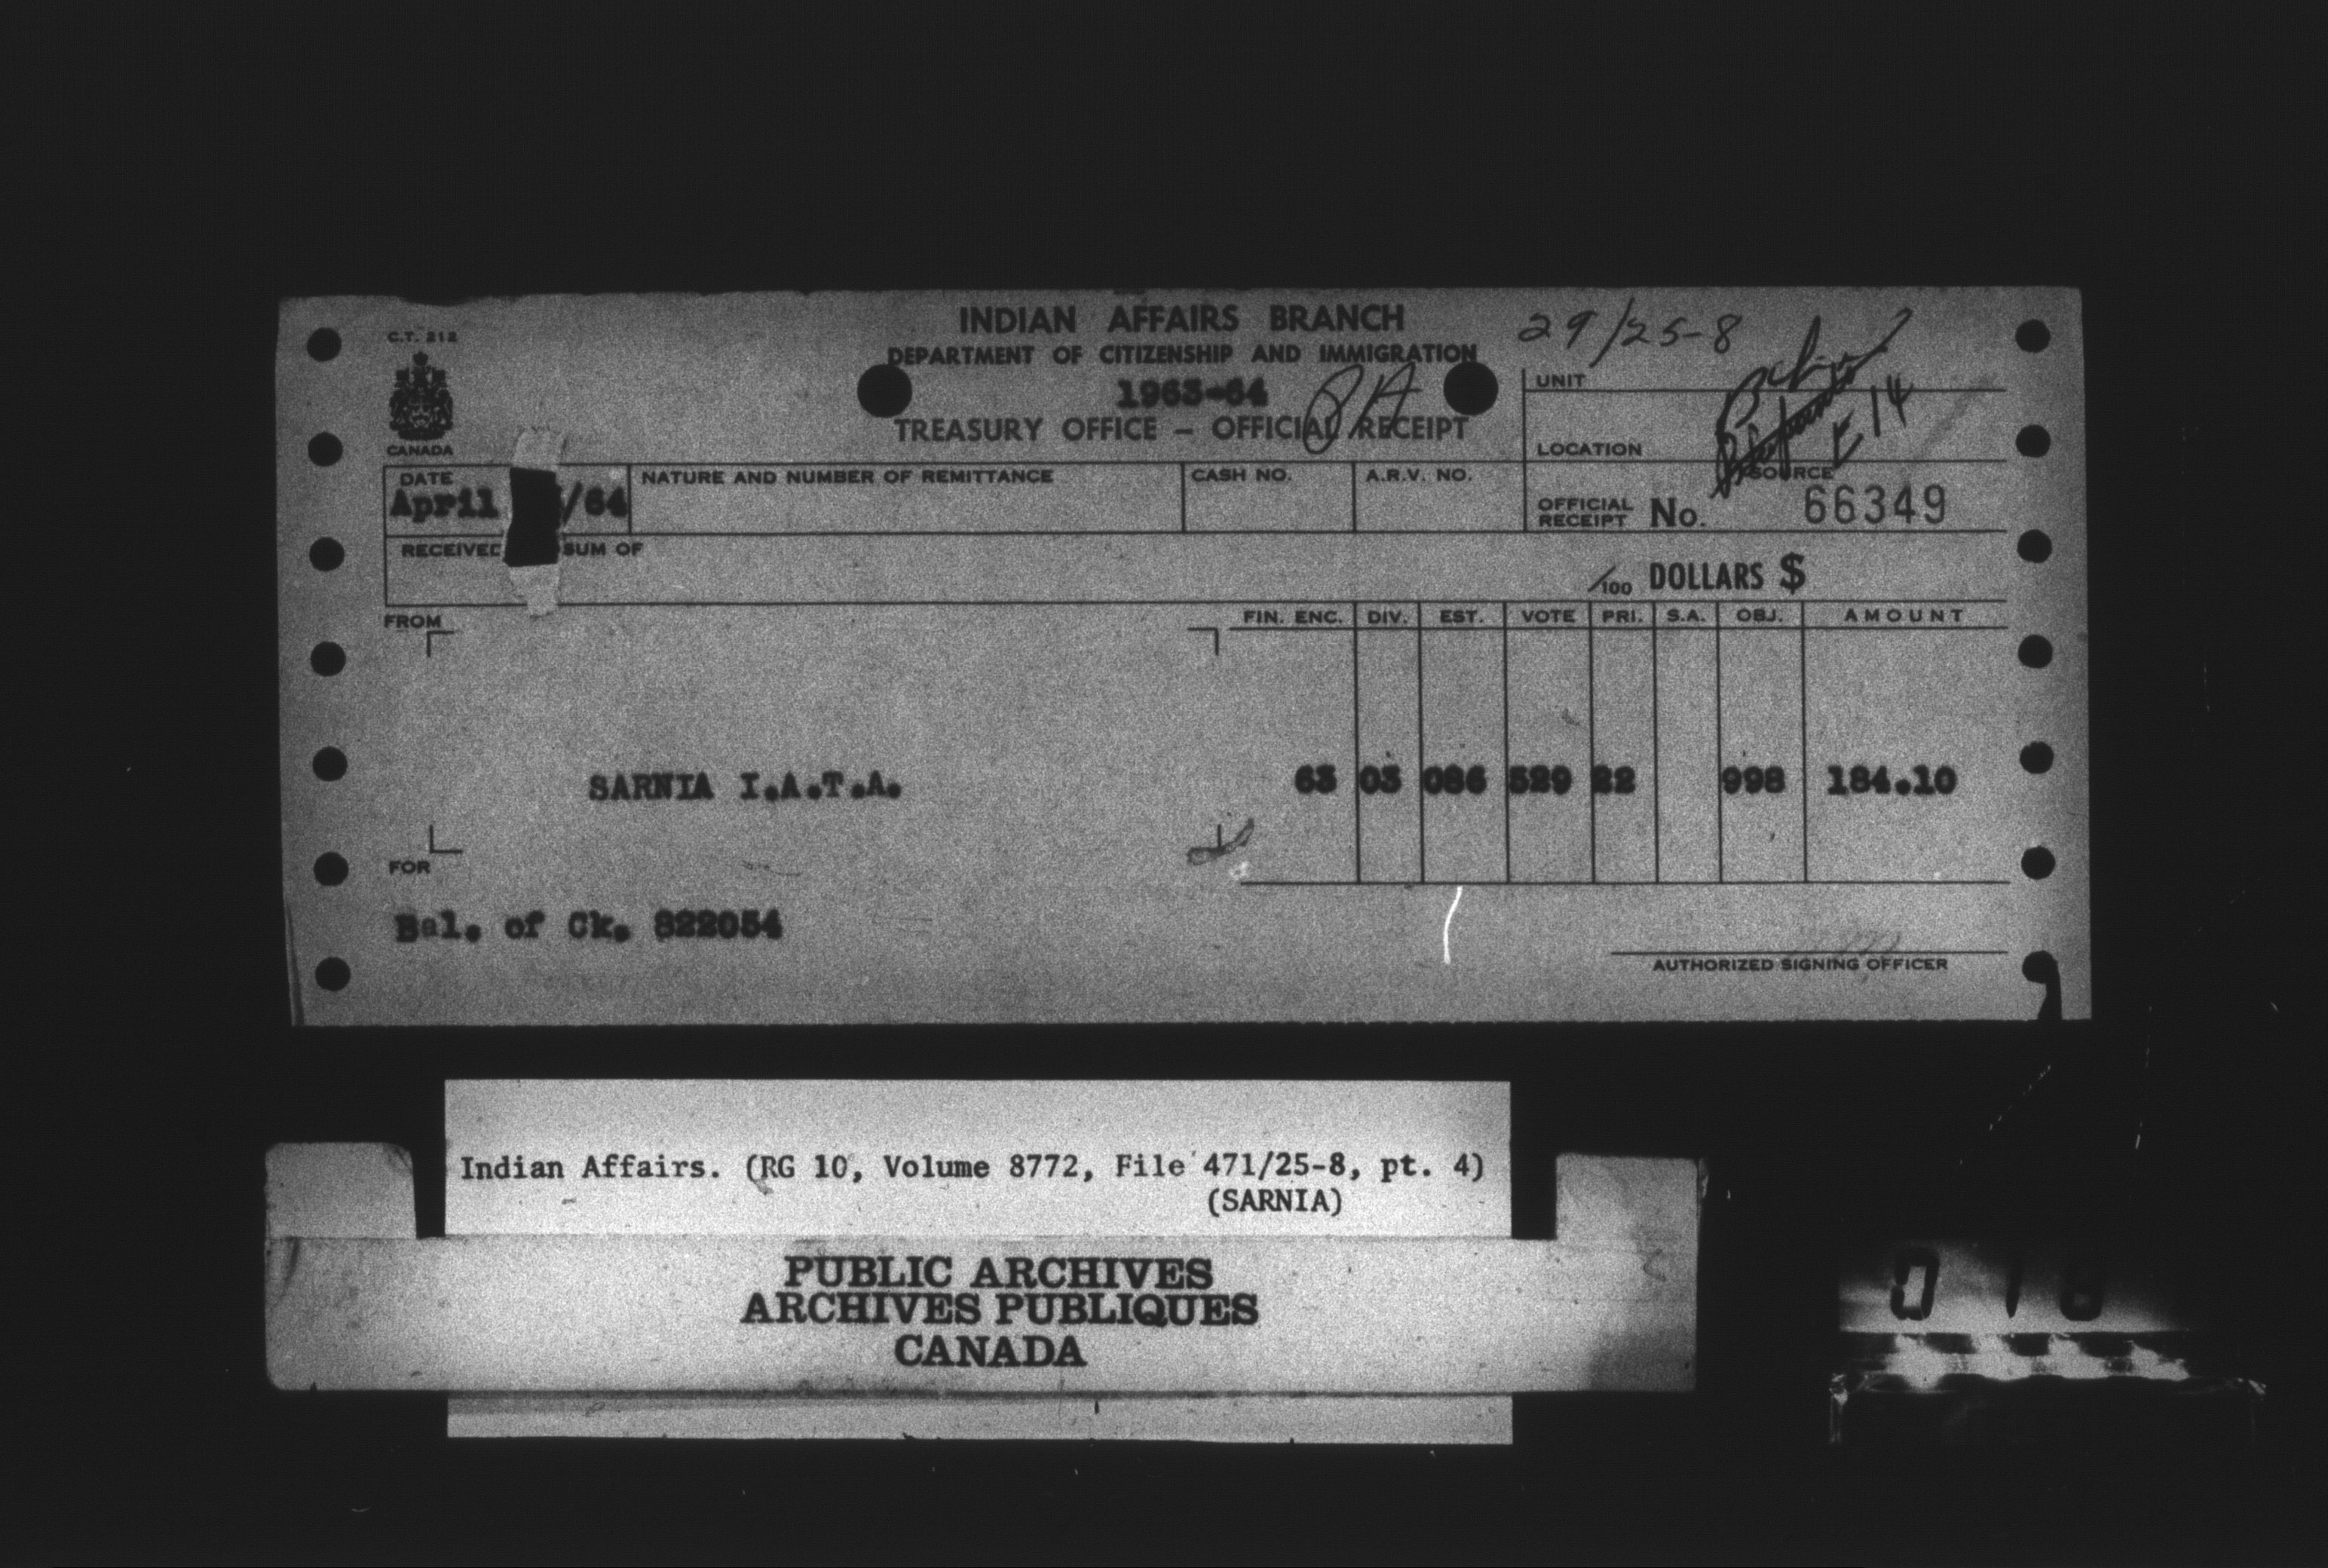 C.T. 212
CANADA
INDIAN AFFAIRS BRANCH
DEPARTMENT OF CITIZENSHIP AND IMMIGRATION
1963-64
TREASURY OFFICE — OFFICIAL RECEIPT
PA
29/25-8
UNIT
LOCATION
E14
SOURCE
OFFICIAL RECEIPT No. 66349
DATE
April /64
NATURE AND NUMBER OF REMITTANCE
CASH NO.
A.R.V. NO.
RECEIVED SUM OF
/100 DOLLARS $
FROM
FIN. ENC. DIV. EST. VOTE PRI. S.A. OBJ. AMOUNT
SARNIA I.A.T.A.
63 03 086 529 22 998 184.10
FOR
Bal. of Ck. 822054
AUTHORIZED SIGNING OFFICER
Indian Affairs. (RG 10, Volume 8772, File 471/25-8, pt. 4)
(SARNIA)
PUBLIC ARCHIVES
ARCHIVES PUBLIQUES
CANADA